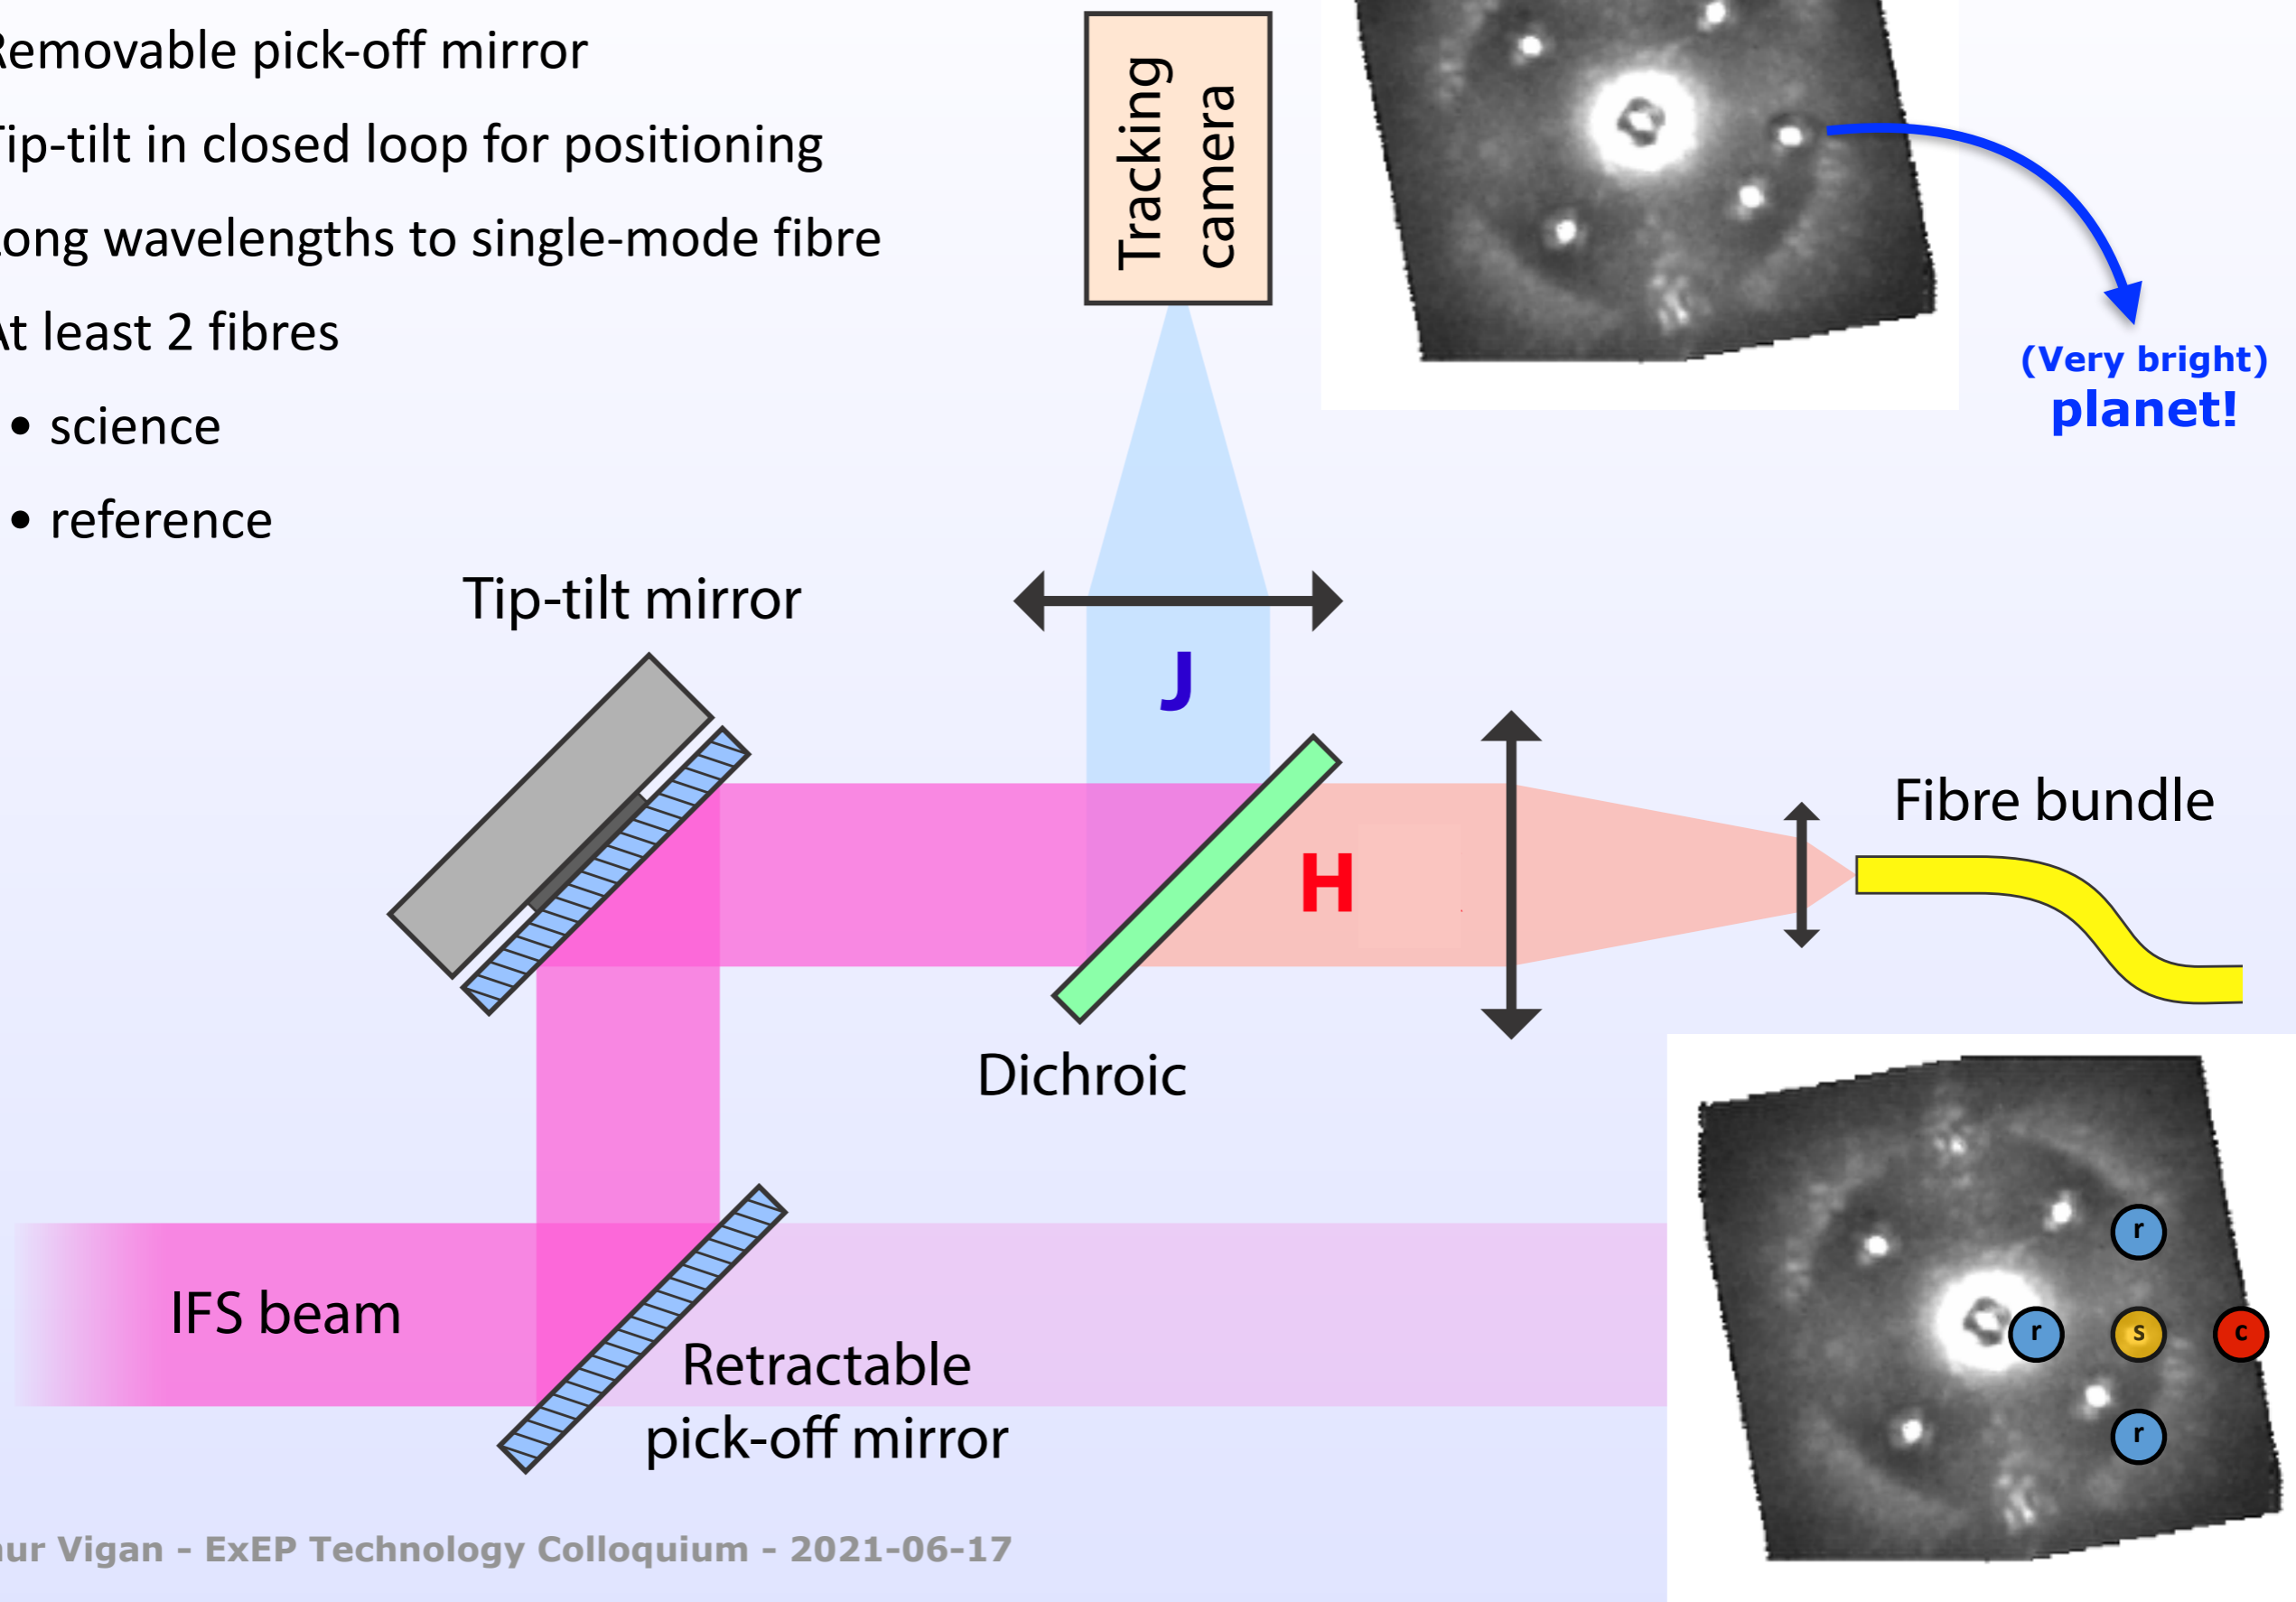 Removable pick-off mirror
Tip-tilt in closed loop for positioning
Long wavelengths to single-mode fibre
At least 2 fibres
• science
• reference
Tracking
camera
(Very bright)
planet!
Tip-tilt mirror
J
H
Fibre bundle
Dichroic
IFS beam
Retractable
pick-off mirror
r
r s c
r
ur Vigan - ExEP Technology Colloquium - 2021-06-17